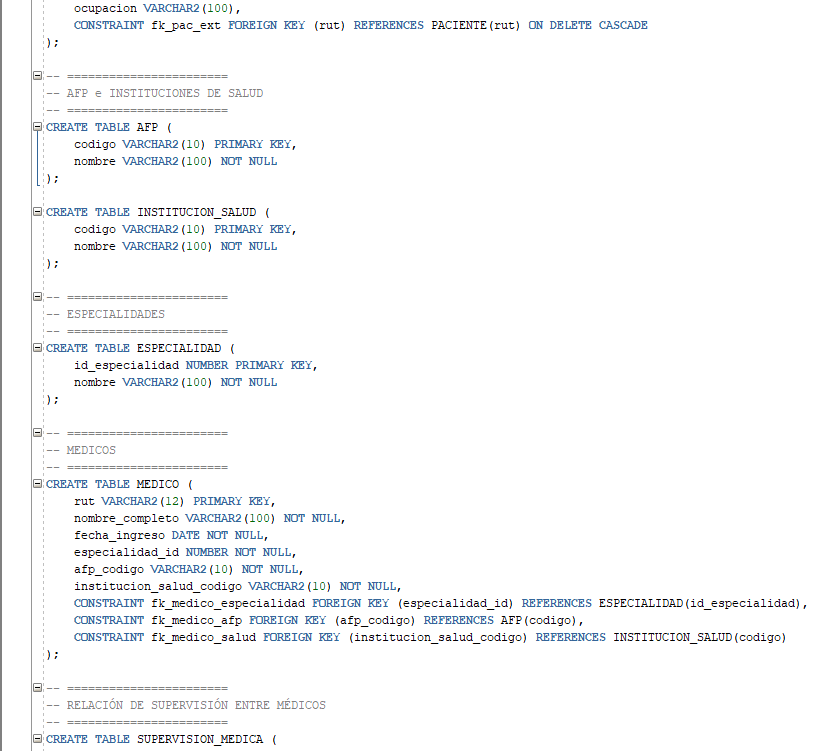 ocupacion VARCHAR2(100),
    CONSTRAINT fk_pac_ext FOREIGN KEY (rut) REFERENCES PACIENTE(rut) ON DELETE CASCADE
);
-- =======================
-- AFP e INSTITUCIONES DE SALUD
-- =======================
CREATE TABLE AFP (
    codigo VARCHAR2(10) PRIMARY KEY,
    nombre VARCHAR2(100) NOT NULL
);
CREATE TABLE INSTITUCION_SALUD (
    codigo VARCHAR2(10) PRIMARY KEY,
    nombre VARCHAR2(100) NOT NULL
);
-- =======================
-- ESPECIALIDADES
-- =======================
CREATE TABLE ESPECIALIDAD (
    id_especialidad NUMBER PRIMARY KEY,
    nombre VARCHAR2(100) NOT NULL
);
-- =======================
-- MEDICOS
-- =======================
CREATE TABLE MEDICO (
    rut VARCHAR2(12) PRIMARY KEY,
    nombre_completo VARCHAR2(100) NOT NULL,
    fecha_ingreso DATE NOT NULL,
    especialidad_id NUMBER NOT NULL,
    afp_codigo VARCHAR2(10) NOT NULL,
    institucion_salud_codigo VARCHAR2(10) NOT NULL,
    CONSTRAINT fk_medico_especialidad FOREIGN KEY (especialidad_id) REFERENCES ESPECIALIDAD(id_especialidad),
    CONSTRAINT fk_medico_afp FOREIGN KEY (afp_codigo) REFERENCES AFP(codigo),
    CONSTRAINT fk_medico_salud FOREIGN KEY (institucion_salud_codigo) REFERENCES INSTITUCION_SALUD(codigo)
);
-- =======================
-- RELACIÓN DE SUPERVISIÓN ENTRE MÉDICOS
-- =======================
CREATE TABLE SUPERVISION_MEDICA (